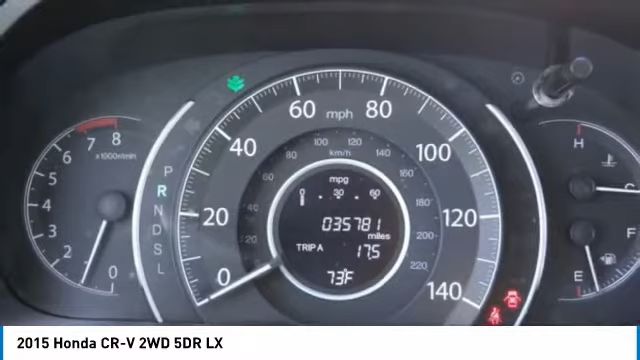 8
7
6
5
4
3
2
0
x1000r/min
P
R
N
D
S
L
0
20
40
60
80
100
120
140
mph
20
40
60
80
100
120
140
160
180
200
220
km/h
mpg
30 60
035781
miles
TRIP A 17.5
73F
H
C
F
E
2015 Honda CR-V 2WD 5DR LX